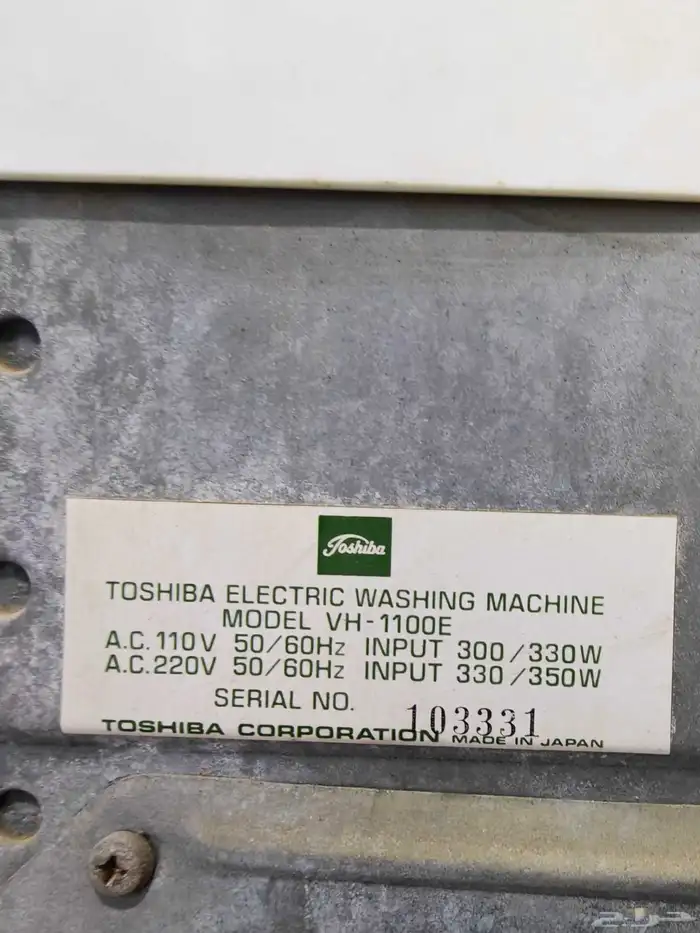 Toshiba
TOSHIBA ELECTRIC WASHING MACHINE
MODEL VH-1100E
A.C. 110V 50/60Hz INPUT 300/330W
A.C. 220V 50/60Hz INPUT 330/350W
SERIAL NO. 103331
TOSHIBA CORPORATION MADE IN JAPAN
حراج